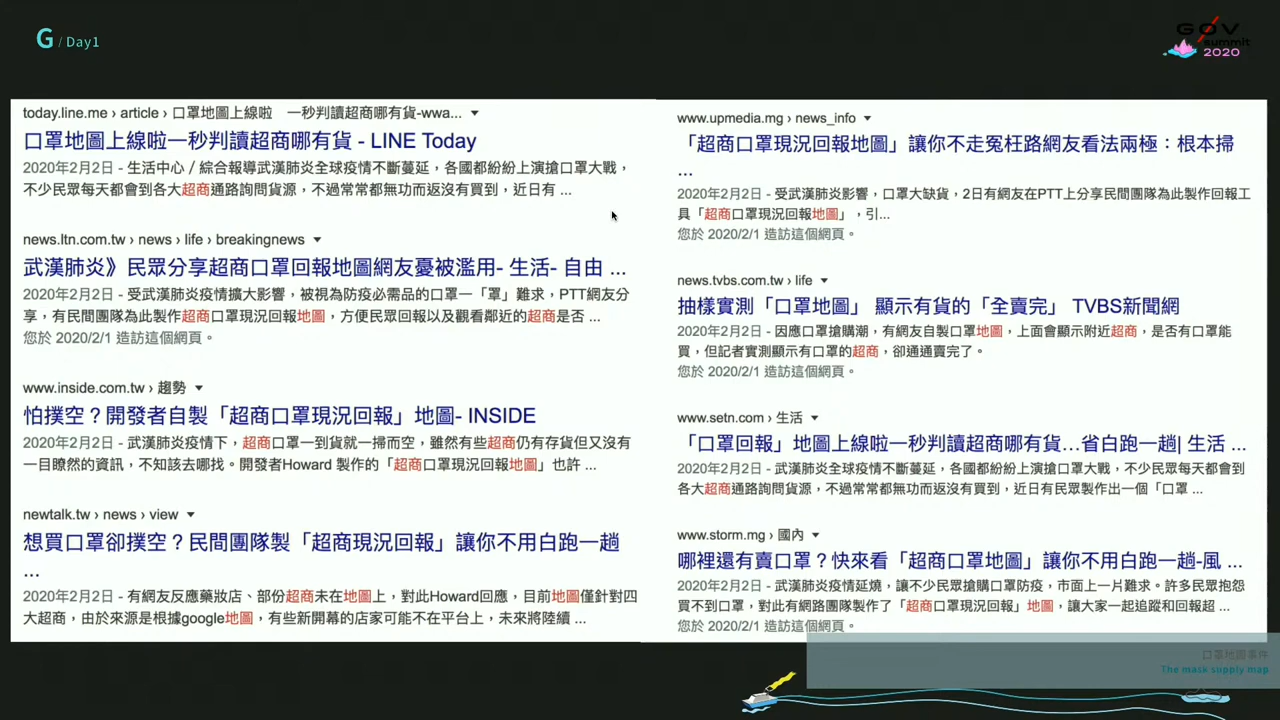 G / Day1
G0V
summit
2020
today.line.me › article › 口罩地圖上線啦　一秒判讀超商哪有貨-wwa...
口罩地圖上線啦一秒判讀超商哪有貨 - LINE Today
2020年2月2日 - 生活中心／綜合報導武漢肺炎全球疫情不斷蔓延，各國都紛紛上演搶口罩大戰，
不少民眾每天都會到各大超商通路詢問貨源，不過常常都無功而返沒有買到，近日有 ...
news.ltn.com.tw › news › life › breakingnews
武漢肺炎》民眾分享超商口罩回報地圖網友憂被濫用- 生活- 自由 ...
2020年2月2日 - 受武漢肺炎疫情擴大影響，被視為防疫必需品的口罩一「罩」難求，PTT網友分
享，有民間團隊為此製作超商口罩現況回報地圖，方便民眾回報以及觀看鄰近的超商是否 ...
您於 2020/2/1 造訪這個網頁。
www.inside.com.tw › 趨勢
怕撲空？開發者自製「超商口罩現況回報」地圖- INSIDE
2020年2月2日 - 武漢肺炎疫情下，超商口罩一到貨就一掃而空，雖然有些超商仍有存貨但又沒有
一目瞭然的資訊，不知該去哪找。開發者Howard 製作的「超商口罩現況回報地圖」也許 ...
newtalk.tw › news › view
想買口罩卻撲空？民間團隊製「超商現況回報」讓你不用白跑一趟
...
2020年2月2日 - 有網友反應藥妝店、部份超商未在地圖上，對此Howard回應，目前地圖僅針對四
大超商，由於來源是根據google地圖，有些新開幕的店家可能不在平台上，未來將陸續 ...
www.upmedia.mg › news_info
「超商口罩現況回報地圖」讓你不走冤枉路網友看法兩極：根本掃
...
2020年2月2日 - 受武漢肺炎影響，口罩大缺貨，2日有網友在PTT上分享民間團隊為此製作回報工
具「超商口罩現況回報地圖」，引...
您於 2020/2/1 造訪這個網頁。
news.tvbs.com.tw › life
抽樣實測「口罩地圖」 顯示有貨的「全賣完」 TVBS新聞網
2020年2月2日 - 因應口罩搶購潮，有網友自製口罩地圖，上面會顯示附近超商，是否有口罩能
買，但記者實測顯示有口罩的超商，卻通通賣完了。
您於 2020/2/1 造訪這個網頁。
www.setn.com › 生活
「口罩回報」地圖上線啦一秒判讀超商哪有貨…省白跑一趟| 生活 ...
2020年2月2日 - 武漢肺炎全球疫情不斷蔓延，各國都紛紛上演搶口罩大戰，不少民眾每天都會到
各大超商通路詢問貨源，不過常常都無功而返沒有買到，近日有民眾製作出一個「口罩 ...
www.storm.mg › 國內
哪裡還有賣口罩？快來看「超商口罩地圖」讓你不用白跑一趟-風 ...
2020年2月2日 - 武漢肺炎疫情延燒，讓不少民眾搶購口罩防疫，市面上一片難求。許多民眾抱怨
買不到口罩，對此有網路團隊製作了「超商口罩現況回報」地圖，讓大家一起追蹤和回報超 ...
您於 2020/2/1 造訪這個網頁。
口罩地圖事件
The mask supply map